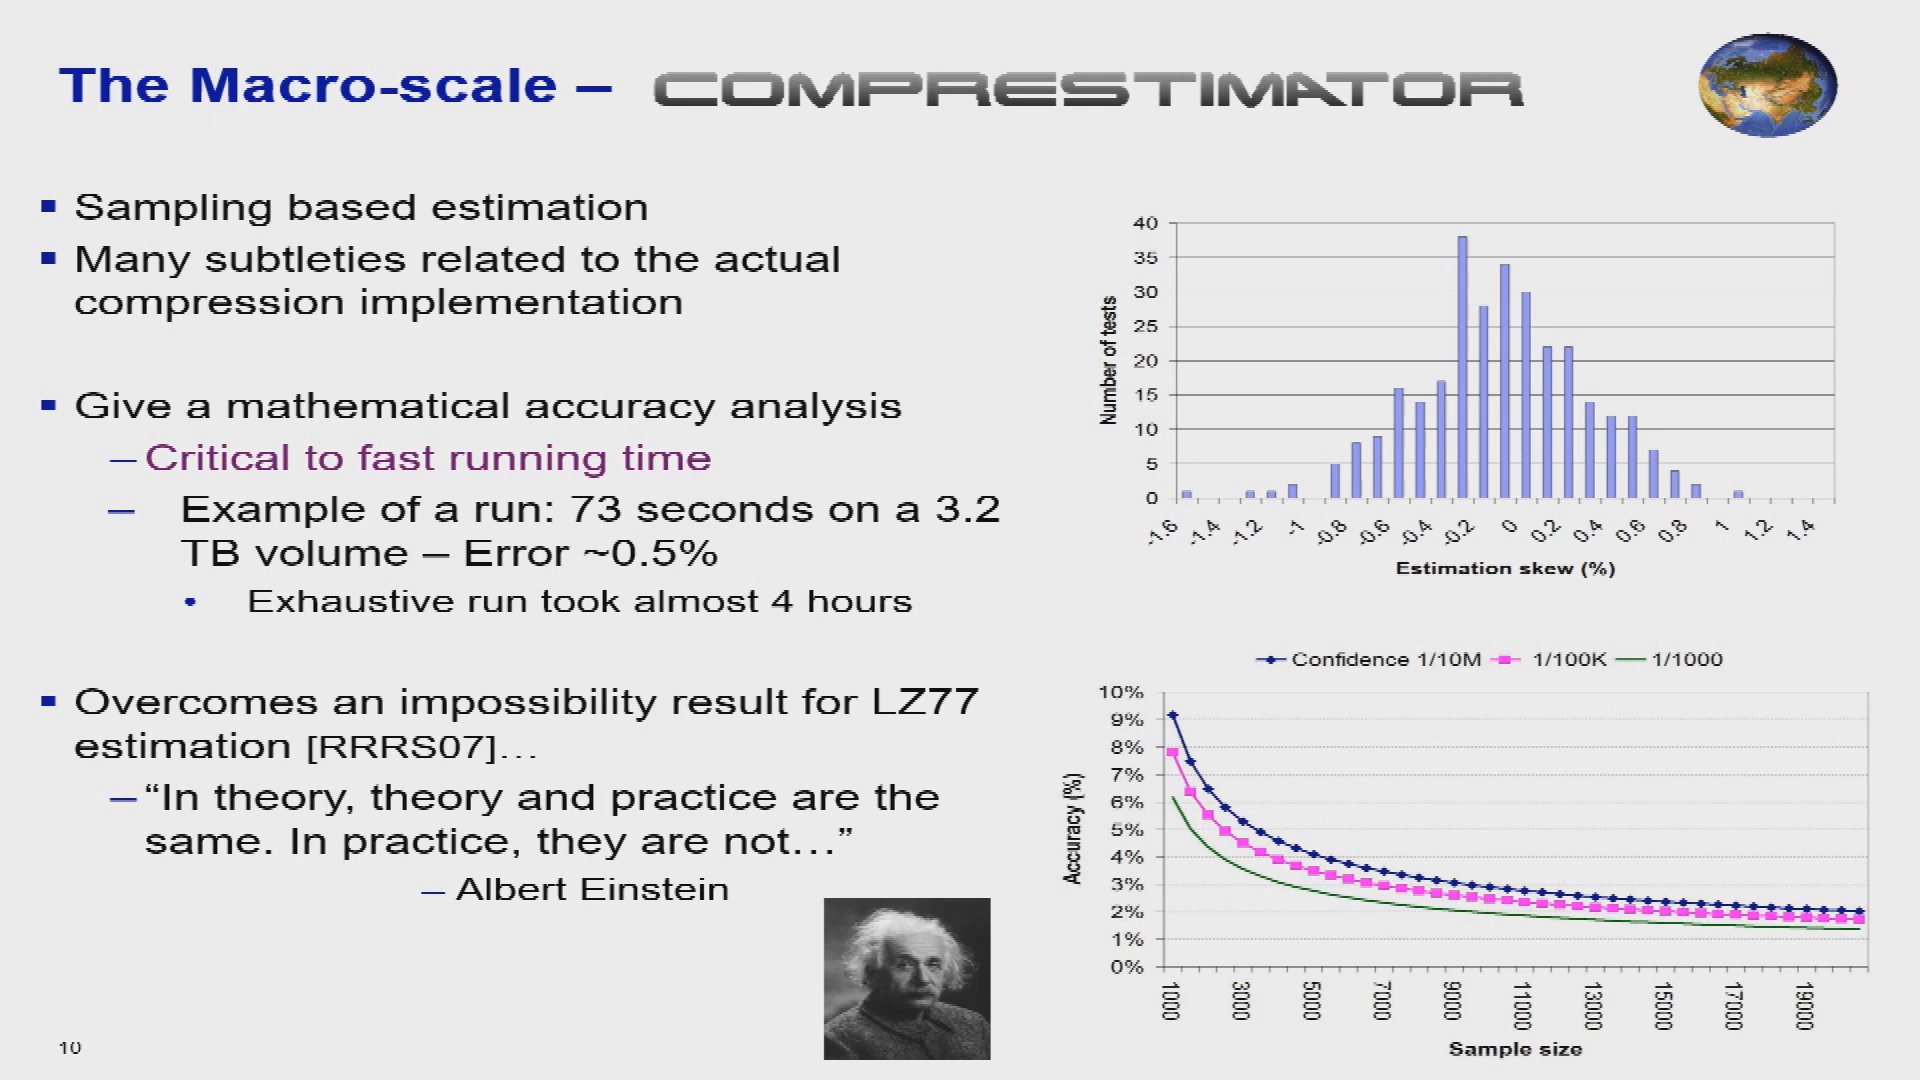 The Macro-scale – COMPRESTIMATOR
Sampling based estimation
Many subtleties related to the actual
compression implementation
Give a mathematical accuracy analysis
– Critical to fast running time
– Example of a run: 73 seconds on a 3.2
TB volume – Error ~0.5%
• Exhaustive run took almost 4 hours
Overcomes an impossibility result for LZ77
estimation [RRRS07]…
– “In theory, theory and practice are the
same. In practice, they are not…”
– Albert Einstein
10
Number of tests
40
35
30
25
20
15
10
5
0
-1.6 -1.4 -1.2 -1 -0.8 -0.6 -0.4 -0.2 0 0.2 0.4 0.6 0.8 1 1.2 1.4
Estimation skew (%)
Confidence 1/10M 1/100K 1/1000
Accuracy (%)
10%
9%
8%
7%
6%
5%
4%
3%
2%
1%
0%
1000 3000 5000 7000 9000 11000 13000 15000 17000 19000
Sample size